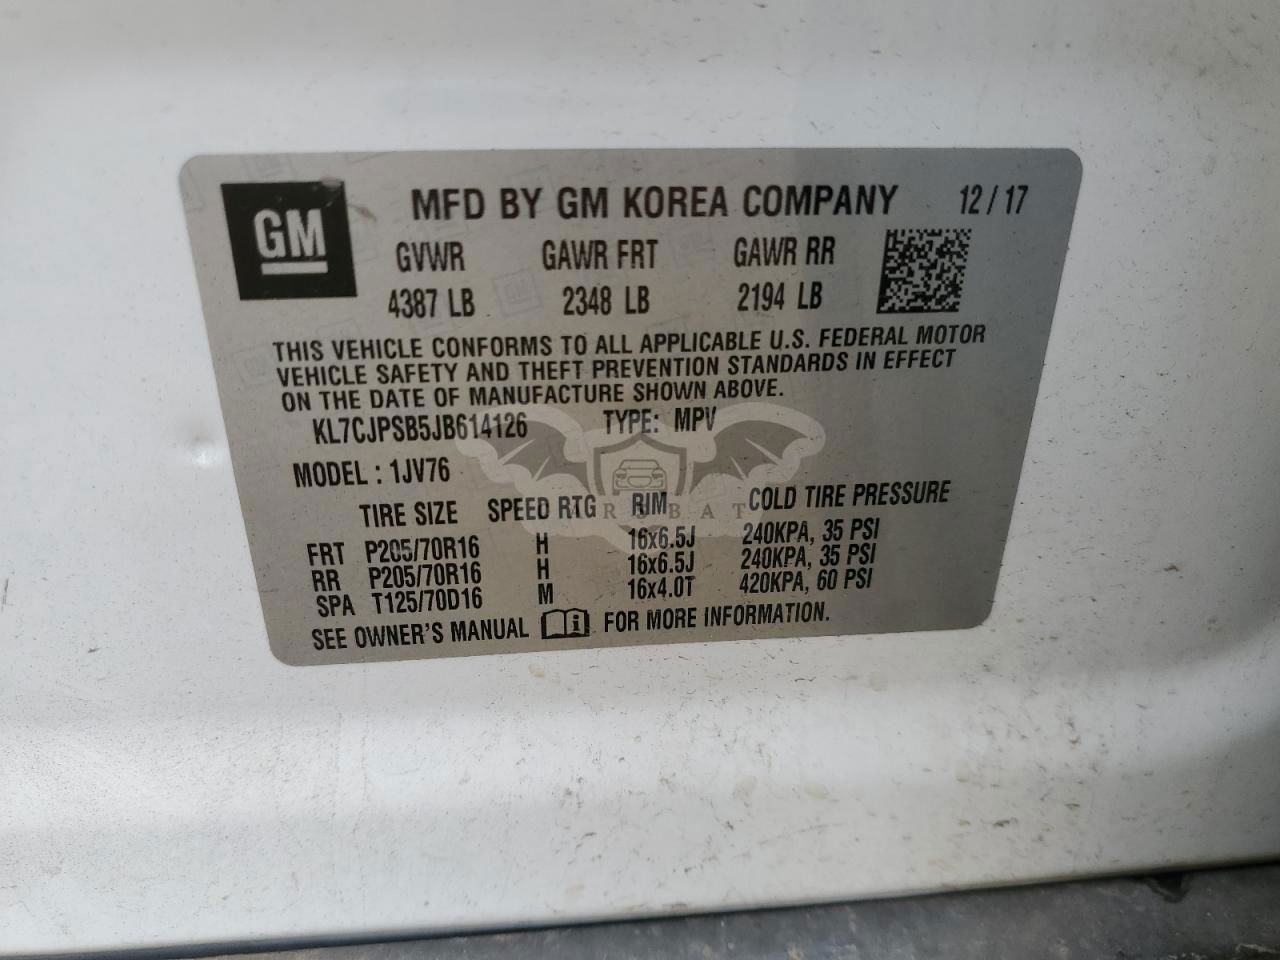 GM
MFD BY GM KOREA COMPANY 12/17
GVWR GAWR FRT GAWR RR
4387 LB 2348 LB 2194 LB
THIS VEHICLE CONFORMS TO ALL APPLICABLE U.S. FEDERAL MOTOR
VEHICLE SAFETY AND THEFT PREVENTION STANDARDS IN EFFECT
ON THE DATE OF MANUFACTURE SHOWN ABOVE.
KL7CJPSB5JB614126 TYPE: MPV
MODEL : 1JV76
TIRE SIZE SPEED RTG RIM COLD TIRE PRESSURE
FRT P205/70R16 H 16x6.5J 240KPA, 35 PSI
RR P205/70R16 H 16x6.5J 240KPA, 35 PSI
SPA T125/70D16 M 16x4.0T 420KPA, 60 PSI
SEE OWNER'S MANUAL FOR MORE INFORMATION.